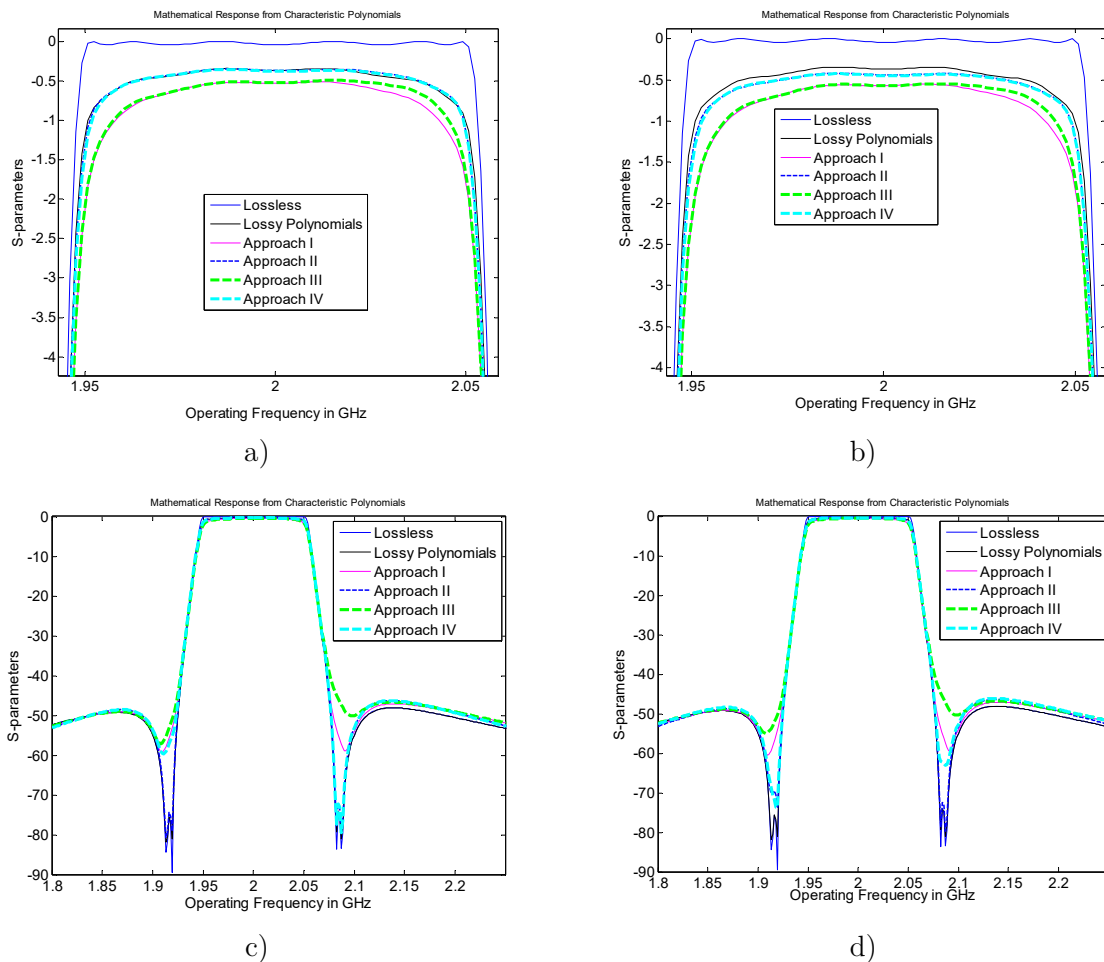 Mathematical Response from Characteristic Polynomials
0
-0.5
-1
-1.5
-2
-2.5
-3
-3.5
-4
S-parameters
Lossless
Lossy Polynomials
Approach I
Approach II
Approach III
Approach IV
1.95
2
2.05
Operating Frequency in GHz
a)
Mathematical Response from Characteristic Polynomials
0
-0.5
-1
-1.5
-2
-2.5
-3
-3.5
-4
S-parameters
Lossless
Lossy Polynomials
Approach I
Approach II
Approach III
Approach IV
1.95
2
2.05
Operating Frequency in GHz
b)
Mathematical Response from Characteristic Polynomials
0
-10
-20
-30
-40
-50
-60
-70
-80
-90
S-parameters
Lossless
Lossy Polynomials
Approach I
Approach II
Approach III
Approach IV
1.8
1.85
1.9
1.95
2
2.05
2.1
2.15
2.2
Operating Frequency in GHz
c)
Mathematical Response from Characteristic Polynomials
0
-10
-20
-30
-40
-50
-60
-70
-80
-90
S-parameters
Lossless
Lossy Polynomials
Approach I
Approach II
Approach III
Approach IV
1.8
1.85
1.9
1.95
2
2.05
2.1
2.15
2.2
Operating Frequency in GHz
d)